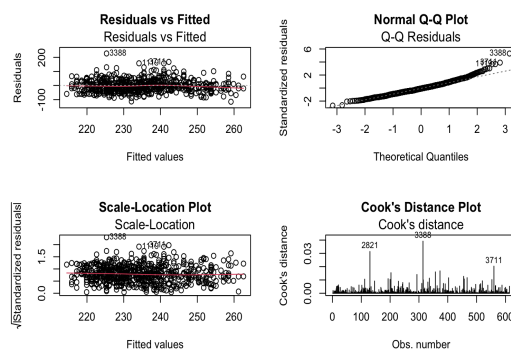 Residuals vs Fitted
Residuals vs Fitted
Residuals
200
-100
3388
3711
220 230 240 250 260
Fitted values
Normal Q-Q Plot
Q-Q Residuals
Standardized residuals
6
2
-2
3388
3711
-3 -2 -1 0 1 2 3
Theoretical Quantiles
Scale-Location Plot
Scale-Location
√|Standardized residuals|
1.5
0.0
3388
3711
220 230 240 250 260
Fitted values
Cook's Distance Plot
Cook's distance
Cook's distance
0.03
0.00
2821
3388
3711
0 100 200 300 400 500 600
Obs. number